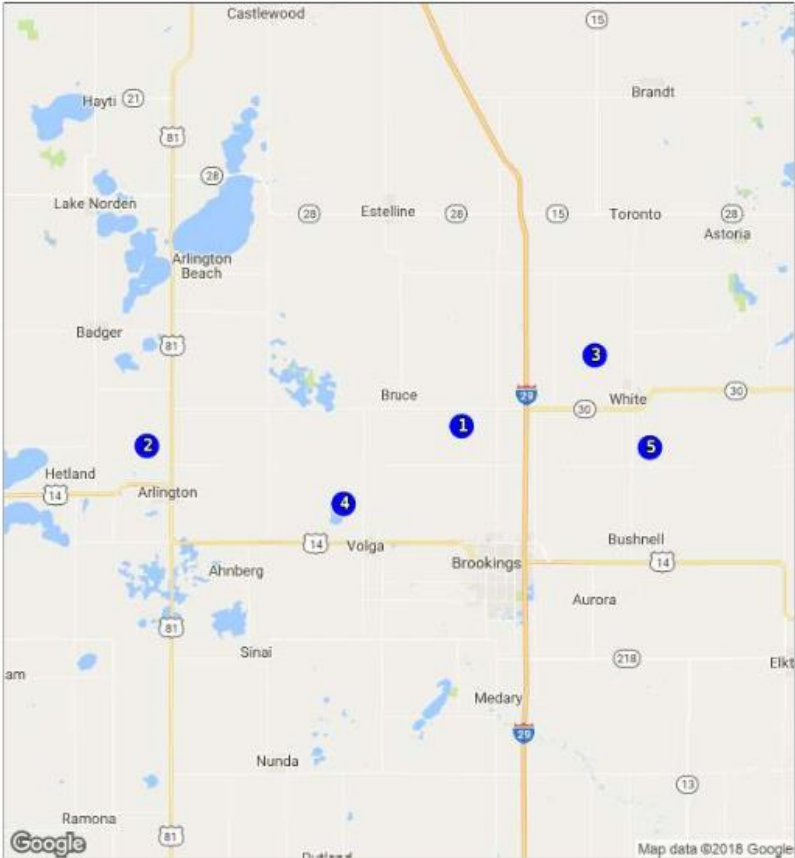 Castlewood
15
Brandt
Hayti
21
81
28
Lake Norden
28
Estelline
28
15
Toronto
28
Astoria
Arlington
Beach
Badger
81
3
Bruce
29
White
30
30
1
2
5
Hetland
14
Arlington
4
14
Volga
Bushnell
14
Brookings
Ahnberg
Aurora
81
Sinai
218
Elkt
am
Medary
29
Nunda
13
Ramona
81
Google
Rutland
Map data ©2018 Google